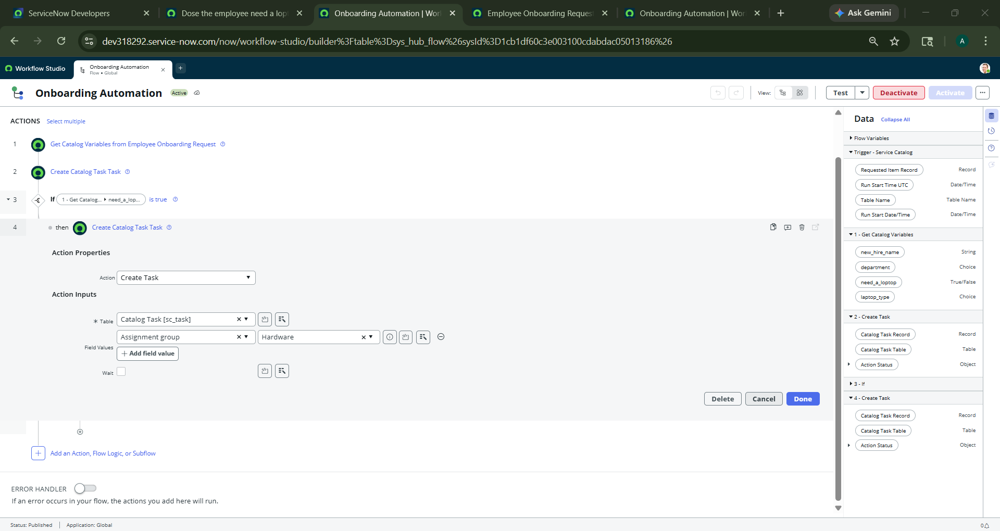 ServiceNow Developers
Dose the employee need a lop
Onboarding Automation | Wor
Employee Onboarding Reques
Onboarding Automation | Wor
Ask Gemini
dev318292.service-now.com/now/workflow-studio/builder%3Ftable%3Dsys_hub_flow%26sysId%3D1cb1df60c3e003100cdabdac05013186%26
A
Workflow Studio
Onboarding Automation
Flow • Global
Onboarding Automation
Active
View:
Test
Deactivate
Activate
ACTIONS Select multiple
1 Get Catalog Variables from Employee Onboarding Request
2 Create Catalog Task Task
3 If 1 - Get Catalog... need_a_lop... is true
4 then Create Catalog Task Task
Action Properties
Action Create Task
Action Inputs
* Table Catalog Task [sc_task]
Assignment group Hardware
Field Values
+ Add field value
Wait
Delete Cancel Done
Add an Action, Flow Logic, or Subflow
ERROR HANDLER
If an error occurs in your flow, the actions you add here will run.
Data Collapse All
Flow Variables
Trigger - Service Catalog
Requested Item Record Record
Run Start Time UTC Date/Time
Table Name Table Name
Run Start Date/Time Date/Time
1 - Get Catalog Variables
new_hire_name String
department Choice
need_a_loptop True/False
laptop_type Choice
2 - Create Task
Catalog Task Record Record
Catalog Task Table Table
Action Status Object
3 - If
4 - Create Task
Catalog Task Record Record
Catalog Task Table Table
Action Status Object
Status: Published Application: Global
0